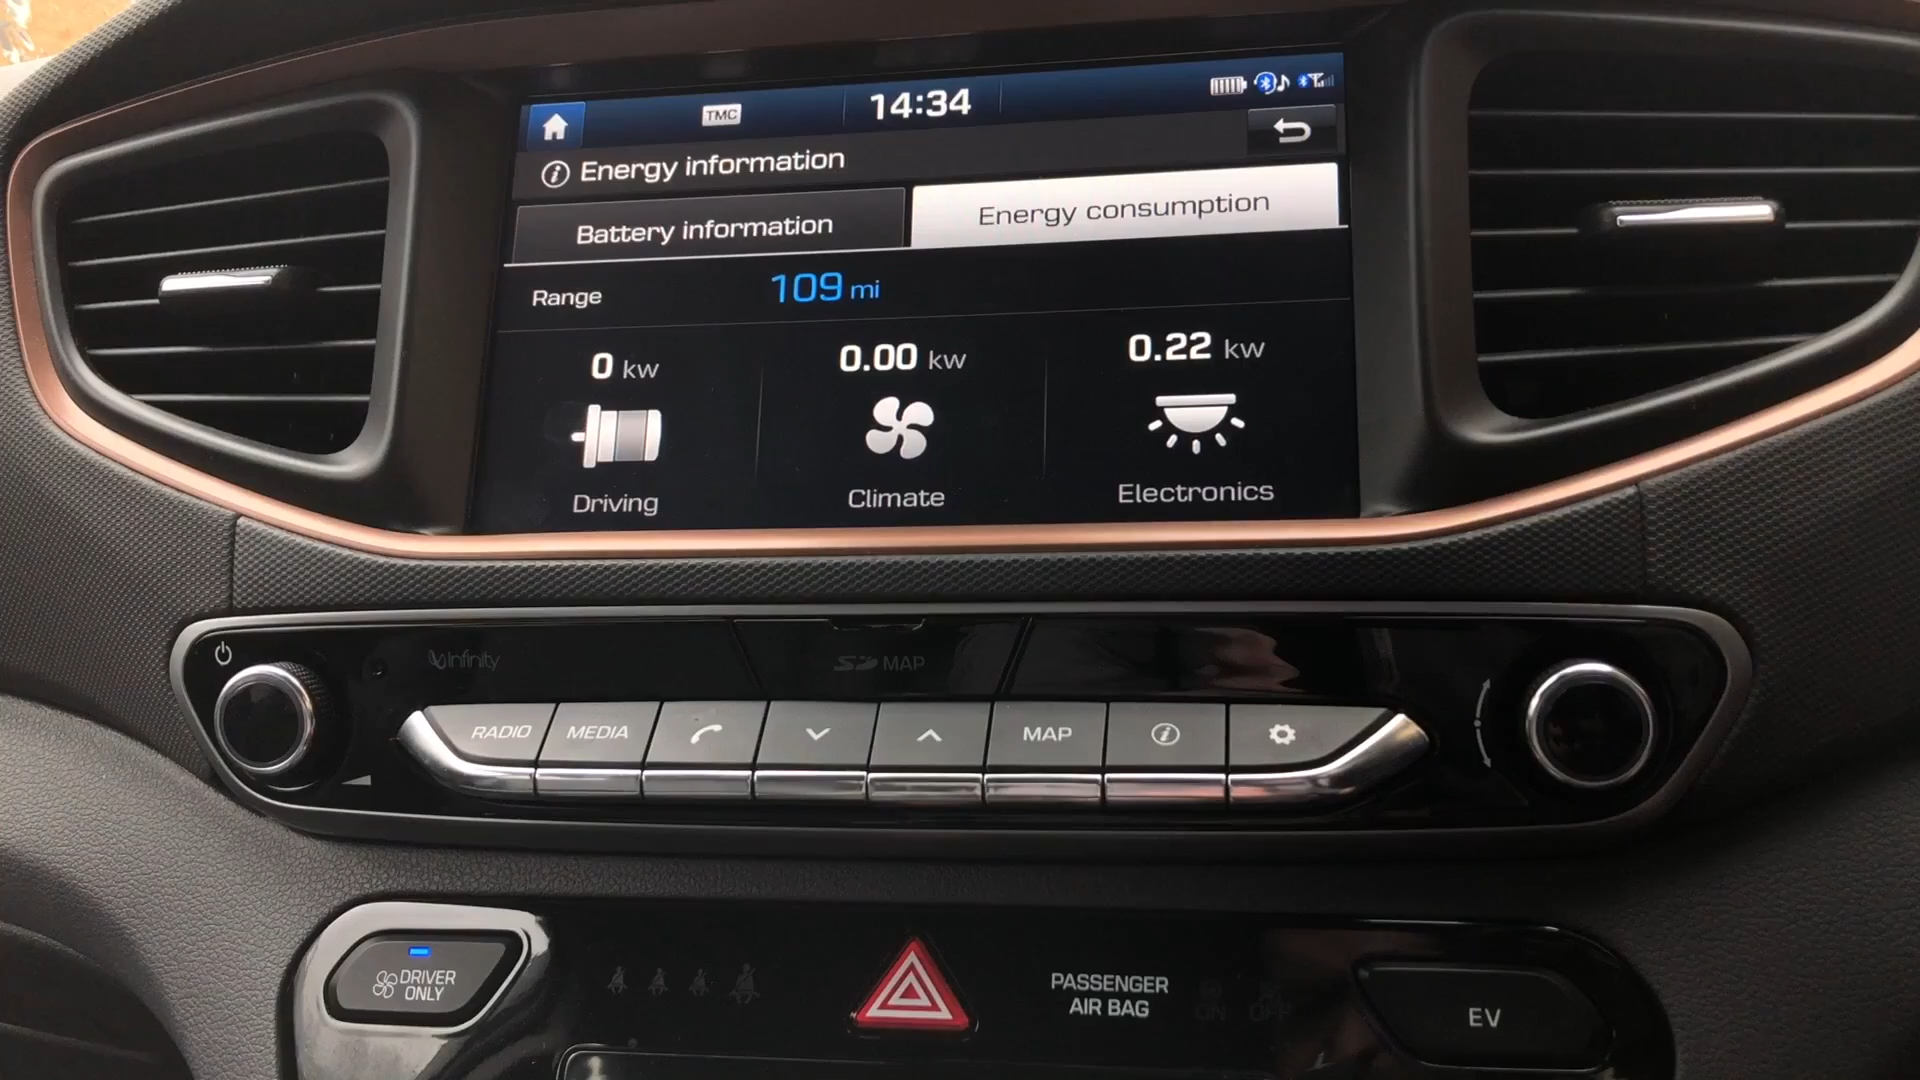 TMC
14:34
Energy information
Battery information
Energy consumption
Range
109 mi
0 kw
0.00 kw
0.22 kw
Driving
Climate
Electronics
Infinity
SD MAP
RADIO
MEDIA
MAP
DRIVER
ONLY
PASSENGER
AIR BAG
ON
OFF
EV